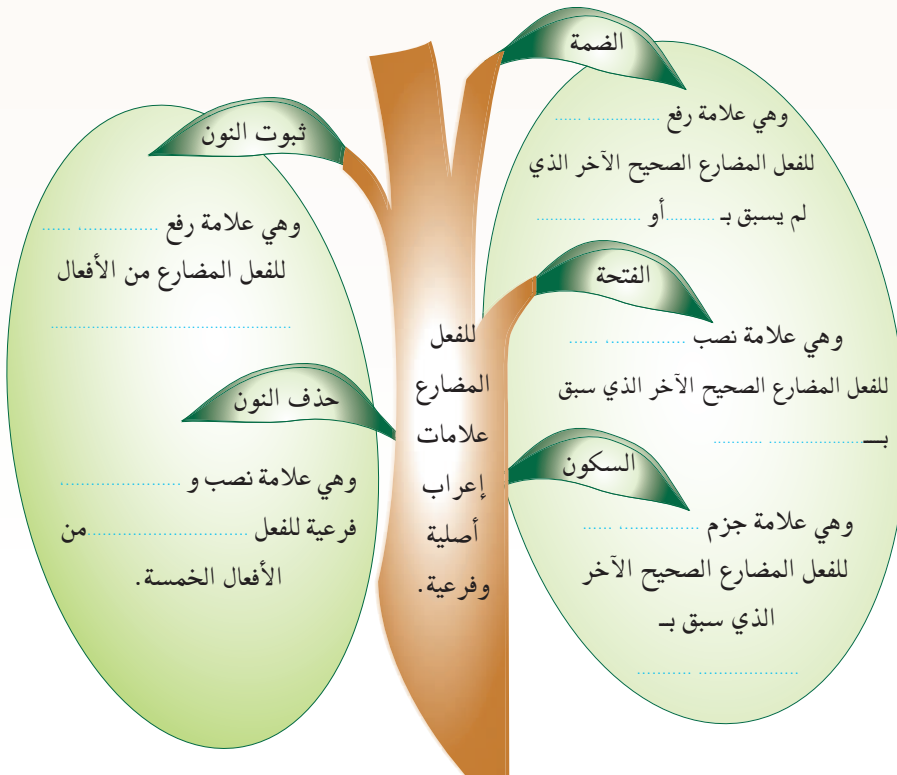 الضمة
وهي علامة رفع ............ .....
للفعل المضارع الصحيح الآخر الذي
لم يسبق بـ ........ أو ........ ........
الفتحة
وهي علامة نصب ............ .....
للفعل المضارع الصحيح الآخر الذي سبق
بـ ............ ........
السكون
وهي علامة جزم ............ .....
للفعل المضارع الصحيح الآخر
الذي سبق بـ
............ ........
للفعل
المضارع
علامات
إعراب
أصلية
وفرعية.
ثبوت النون
وهي علامة رفع ............ .....
للفعل المضارع من الأفعال
........................
حذف النون
وهي علامة نصب و ............
فرعية للفعل ................ من
الأفعال الخمسة.